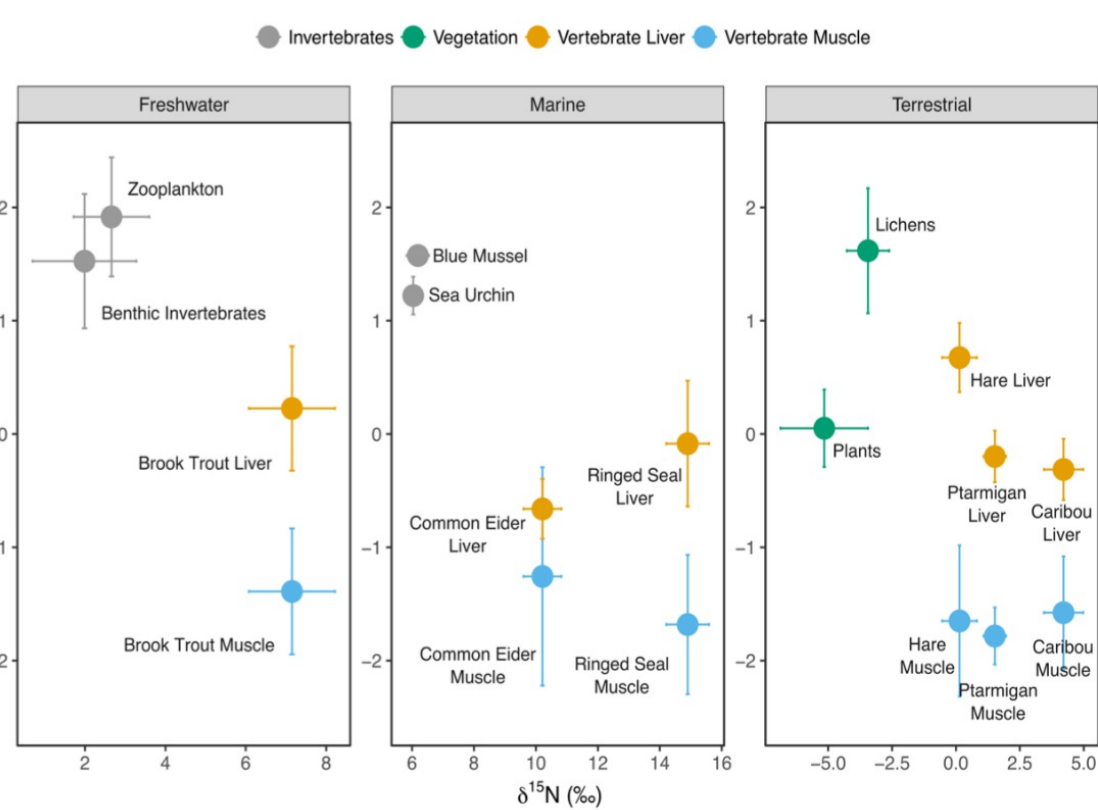 Invertebrates Vegetation Vertebrate Liver Vertebrate Muscle
Freshwater Marine Terrestrial
Zooplankton
Benthic Invertebrates
Brook Trout Liver
Brook Trout Muscle
2
1
0
−1
−2
2 4 6 8
Blue Mussel
Sea Urchin
Ringed Seal
Liver
Common Eider
Liver
Common Eider
Muscle
Ringed Seal
Muscle
2
1
0
−1
−2
6 8 10 12 14 16
Lichens
Hare Liver
Plants
Ptarmigan
Liver
Caribou
Liver
Hare
Muscle
Caribou
Muscle
Ptarmigan
Muscle
2
1
0
−1
−2
−5.0 −2.5 0.0 2.5 5.0
δ¹⁵N (‰)